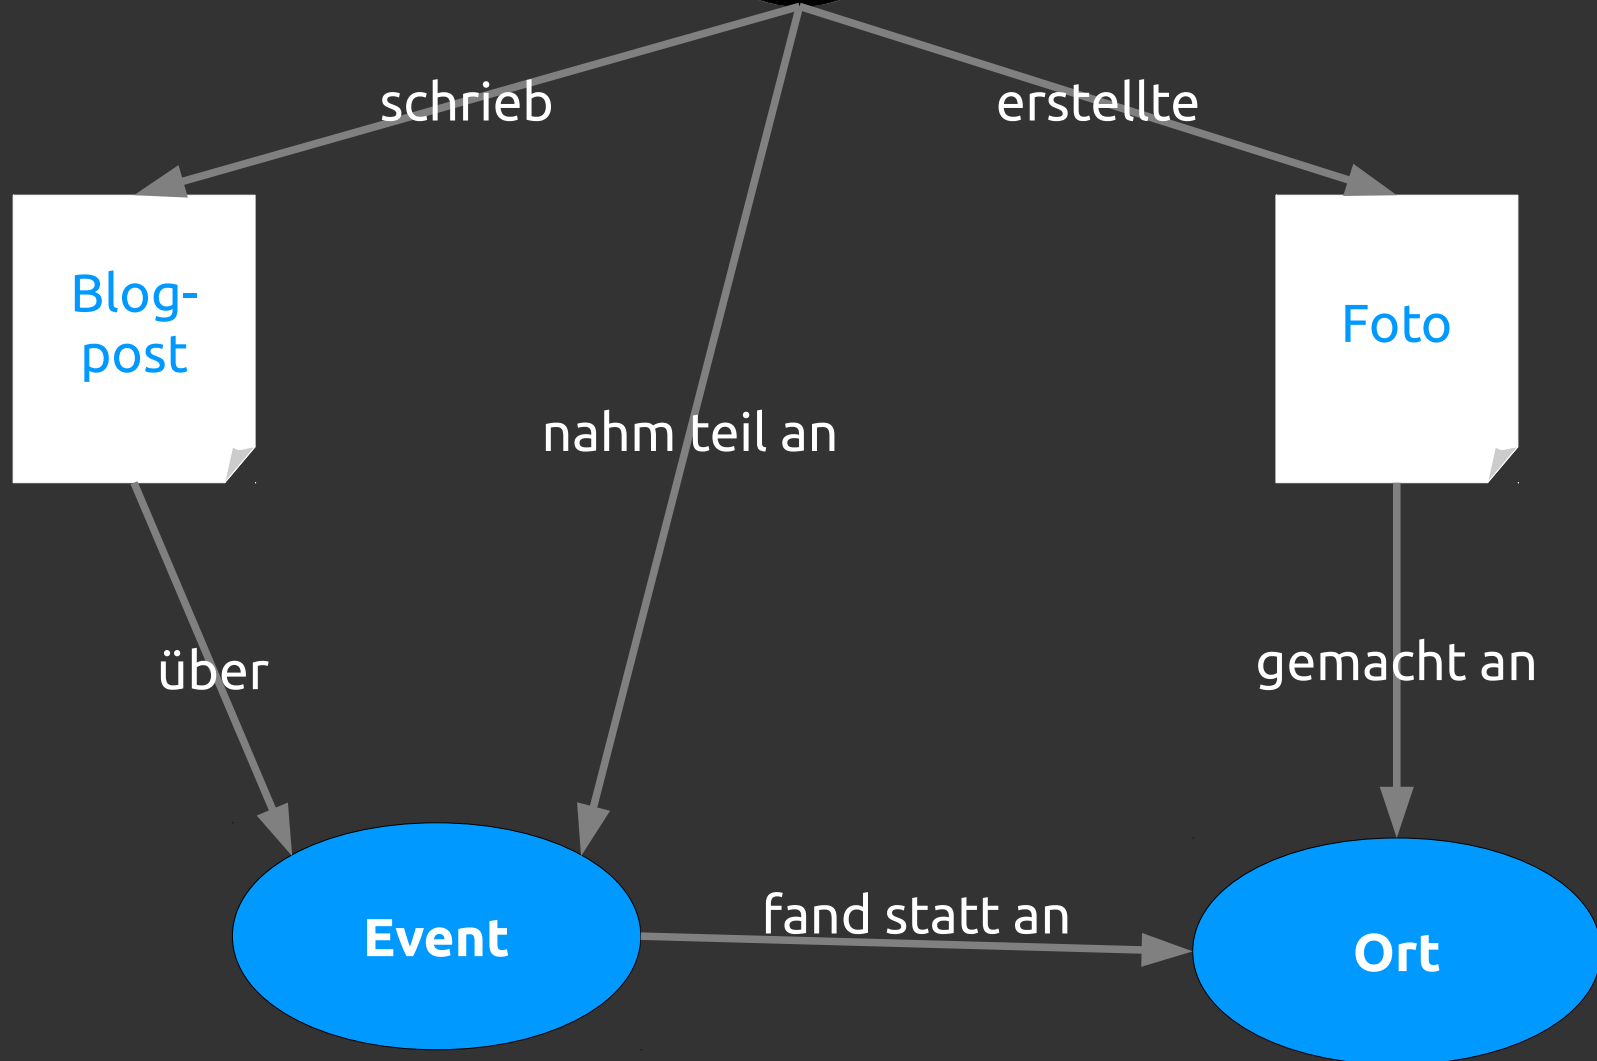 schrieb
erstellte
Blog-
post
Foto
nahm teil an
über
gemacht an
fand statt an
Event
Ort